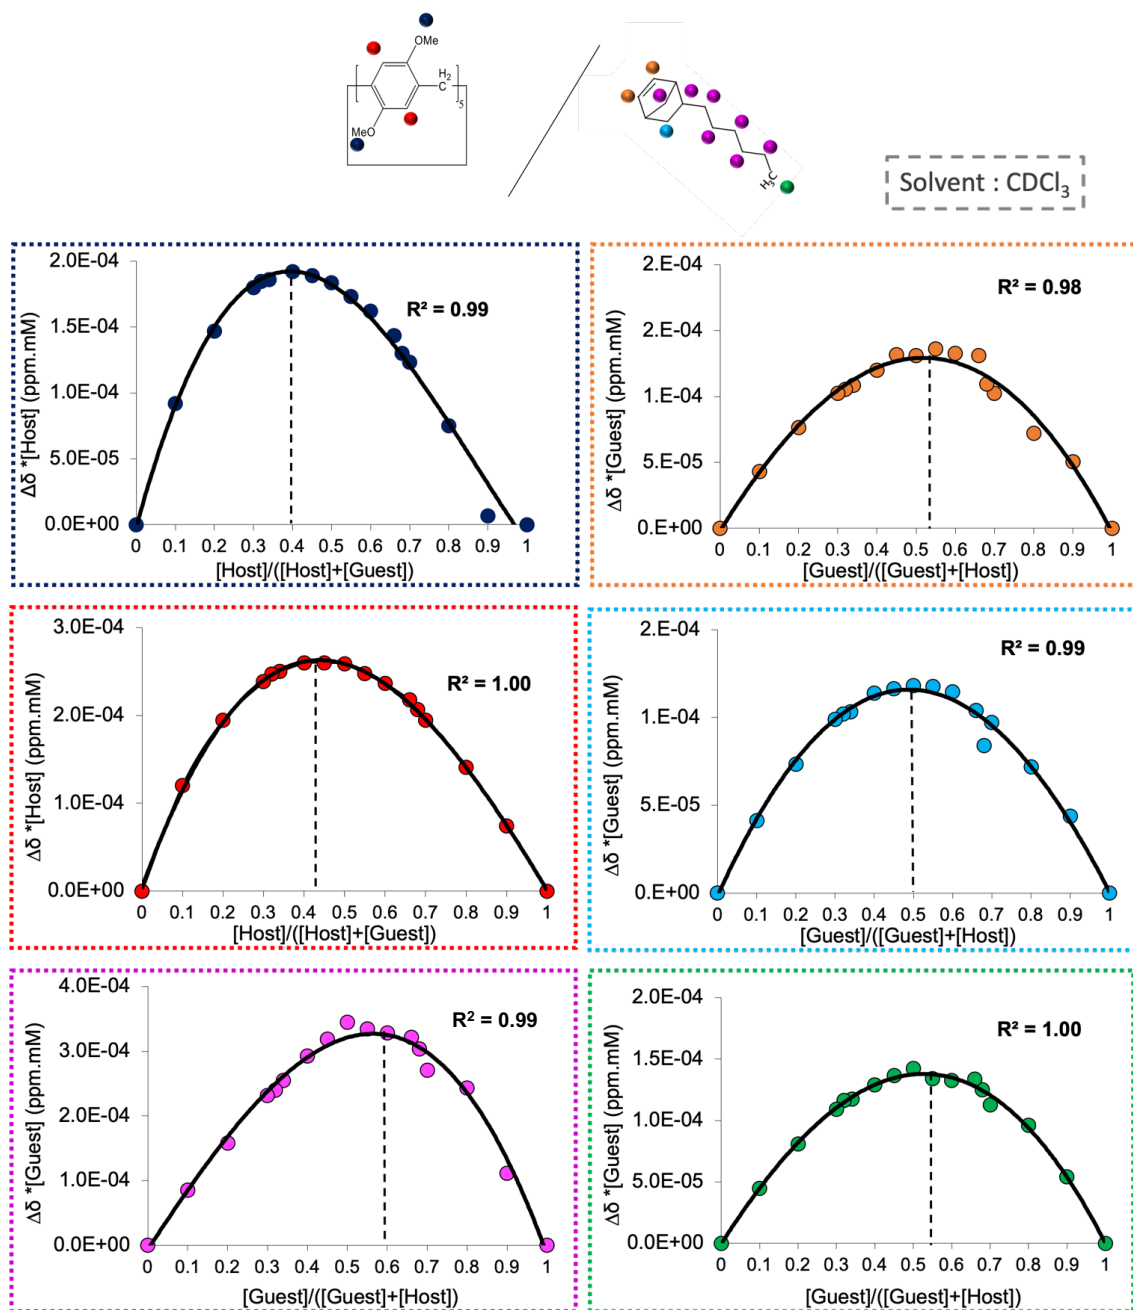 OMe
H2
C
5
MeO
H3C
Solvent : CDCl3
Δδ *[Host] (ppm.mM)
2.0E-04
1.5E-04
1.0E-04
5.0E-05
0.0E+00
R² = 0.99
0 0.1 0.2 0.3 0.4 0.5 0.6 0.7 0.8 0.9 1
[Host]/([Host]+[Guest])
Δδ *[Guest] (ppm.mM)
2.E-04
2.E-04
1.E-04
5.E-05
0.E+00
R² = 0.98
0 0.1 0.2 0.3 0.4 0.5 0.6 0.7 0.8 0.9 1
[Guest]/([Guest]+[Host])
Δδ *[Host] (ppm.mM)
3.0E-04
2.0E-04
1.0E-04
0.0E+00
R² = 1.00
0 0.1 0.2 0.3 0.4 0.5 0.6 0.7 0.8 0.9 1
[Host]/([Host]+[Guest])
Δδ *[Guest] (ppm.mM)
2.E-04
1.E-04
5.E-05
0.E+00
R² = 0.99
0 0.1 0.2 0.3 0.4 0.5 0.6 0.7 0.8 0.9 1
[Guest]/([Guest]+[Host])
Δδ *[Guest] (ppm.mM)
4.0E-04
3.0E-04
2.0E-04
1.0E-04
0.0E+00
R² = 0.99
0 0.1 0.2 0.3 0.4 0.5 0.6 0.7 0.8 0.9 1
[Guest]/([Guest]+[Host])
Δδ *[Guest] (ppm.mM)
2.0E-04
1.5E-04
1.0E-04
5.0E-05
0.0E+00
R² = 1.00
0 0.1 0.2 0.3 0.4 0.5 0.6 0.7 0.8 0.9 1
[Guest]/([Guest]+[Host])